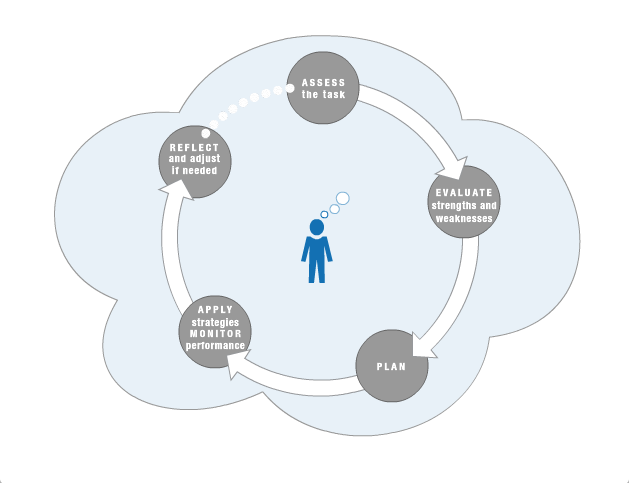 ASSESS
the task
EVALUATE
strengths and
weaknesses
PLAN
APPLY
strategies
MONITOR
performance
REFLECT
and adjust
if needed